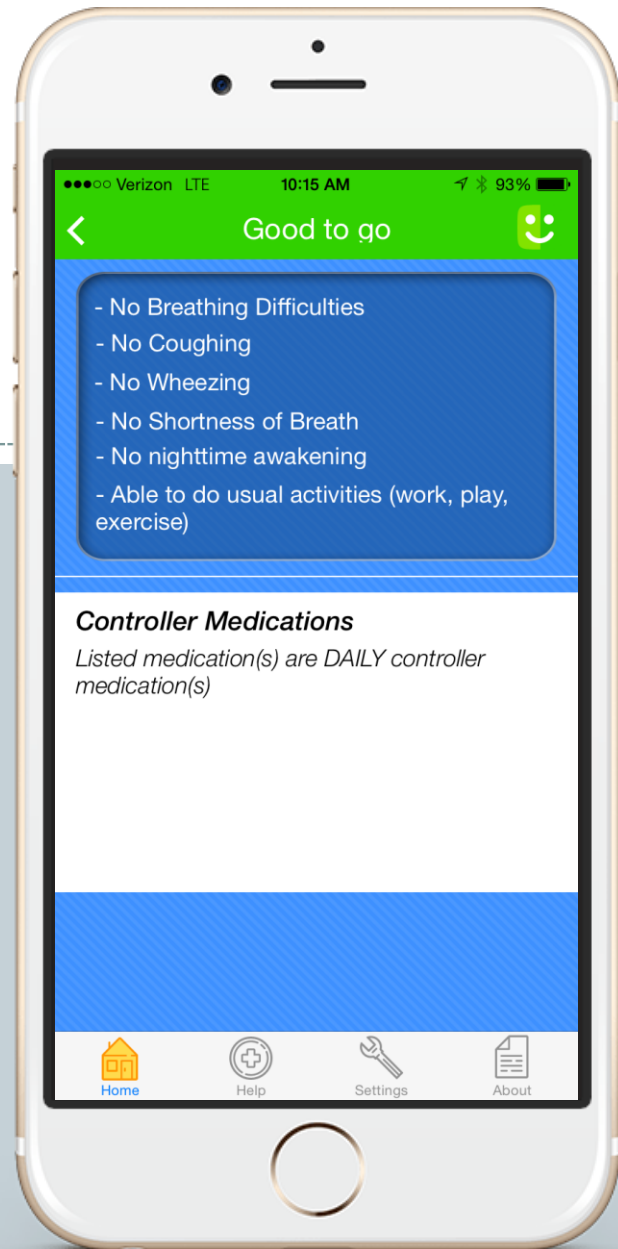 Verizon LTE 10:15 AM 93%
Good to go
- No Breathing Difficulties
- No Coughing
- No Wheezing
- No Shortness of Breath
- No nighttime awakening
- Able to do usual activities (work, play,
exercise)
Controller Medications
Listed medication(s) are DAILY controller
medication(s)
Home Help Settings About